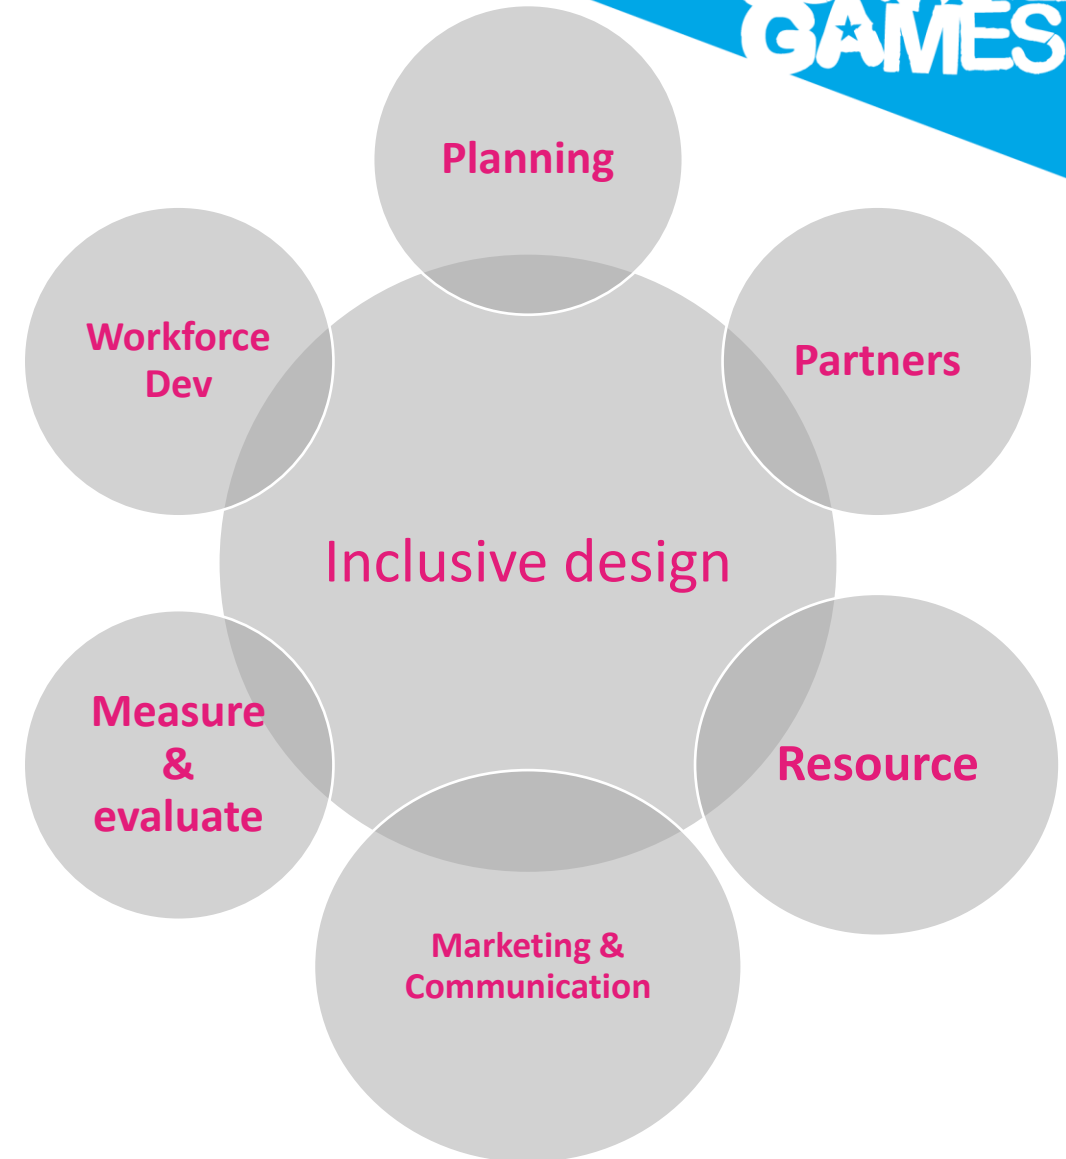 GAMES
Planning
Partners
Resource
Marketing &
Communication
Measure
&
evaluate
Workforce
Dev
Inclusive design